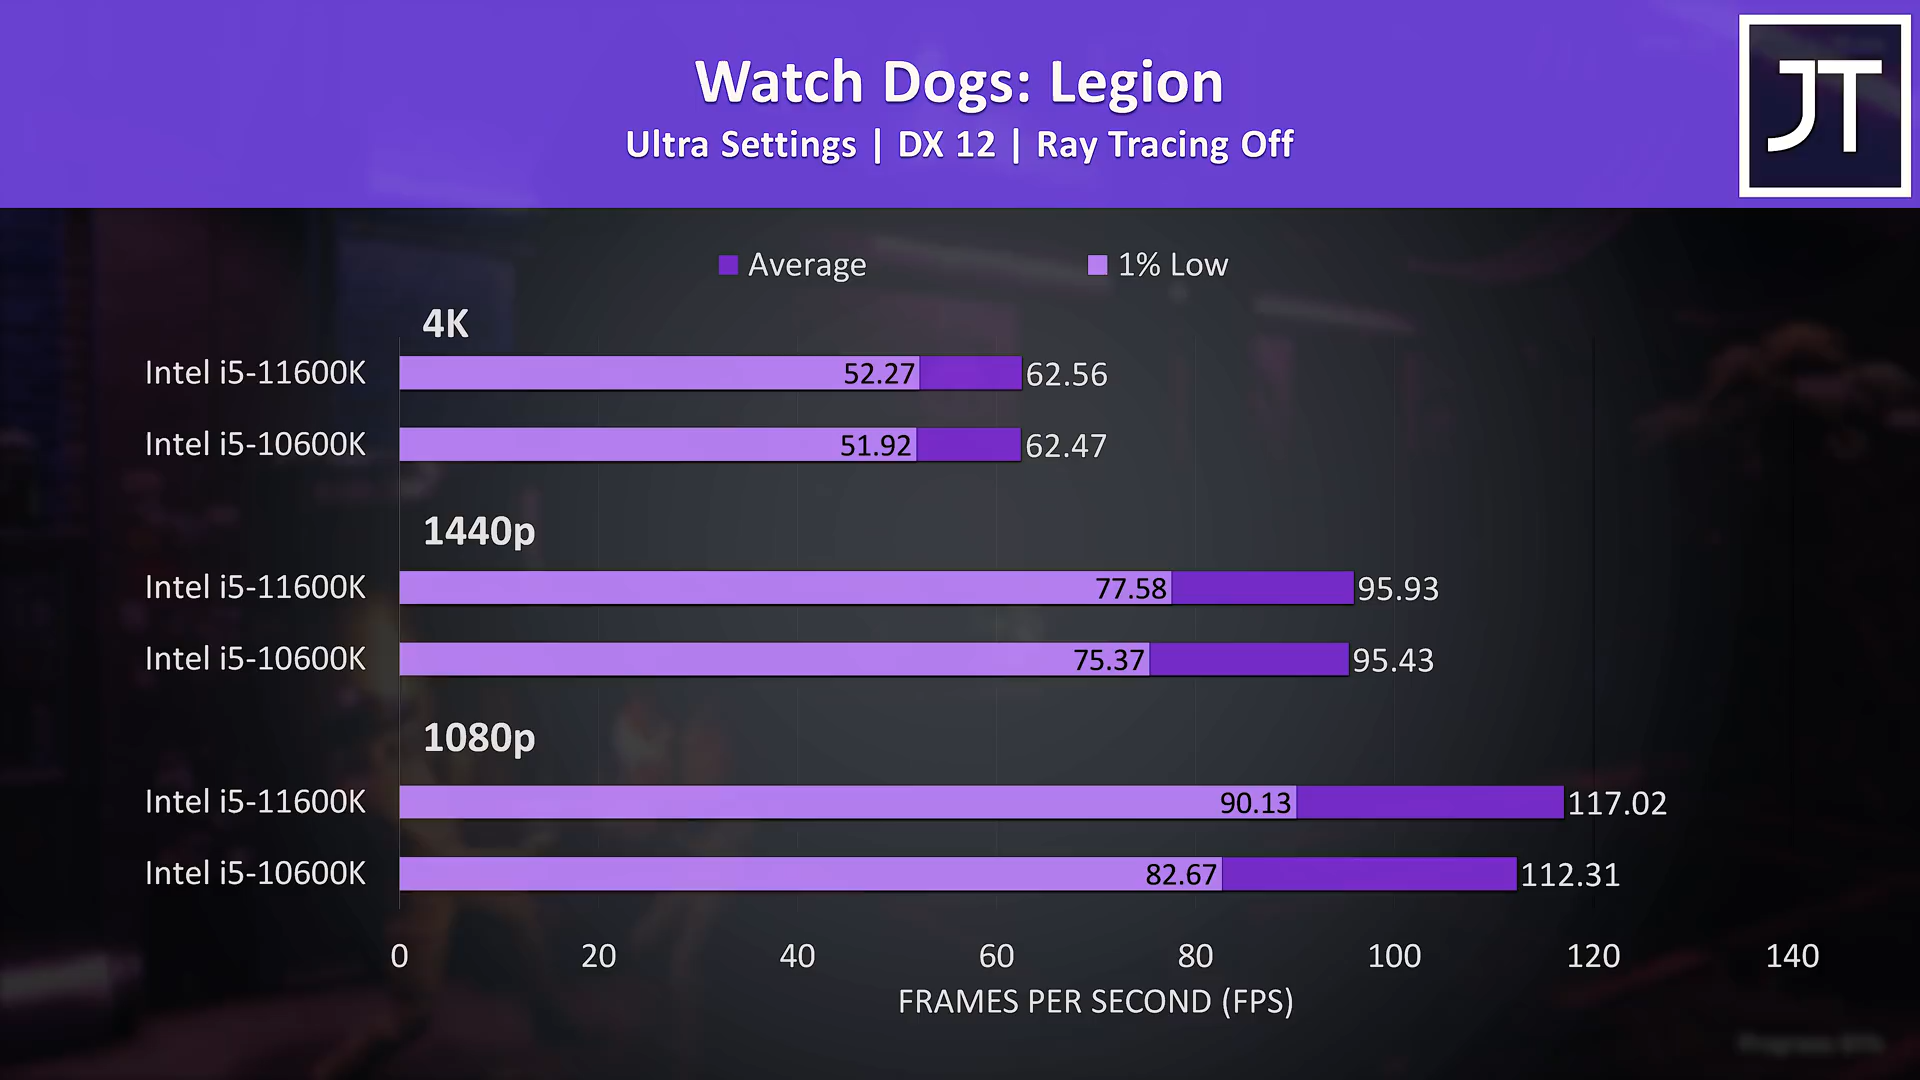 Watch Dogs: Legion
JT
Ultra Settings | DX 12 | Ray Tracing Off
Average
1% Low
4K
Intel i5-11600K
52.27
62.56
Intel i5-10600K
51.92
62.47
1440p
Intel i5-11600K
77.58
95.93
Intel i5-10600K
75.37
95.43
1080p
Intel i5-11600K
90.13
117.02
Intel i5-10600K
82.67
112.31
0 20 40 60 80 100 120 140
FRAMES PER SECOND (FPS)